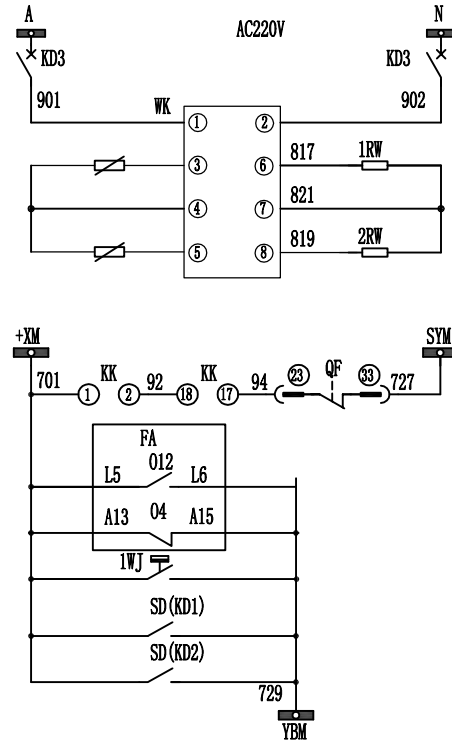 A AC220V N
KD3 KD3
901 WK 902
1 2
3 6 817 1RW
4 7 821
5 8 819 2RW
+XM SYM
701 KK 92 KK 94 QF 727
1 2 18 17 23 33
FA
L5 O12 L6
A13 O4 A15
1WJ
SD(KD1)
SD(KD2)
729
YBM